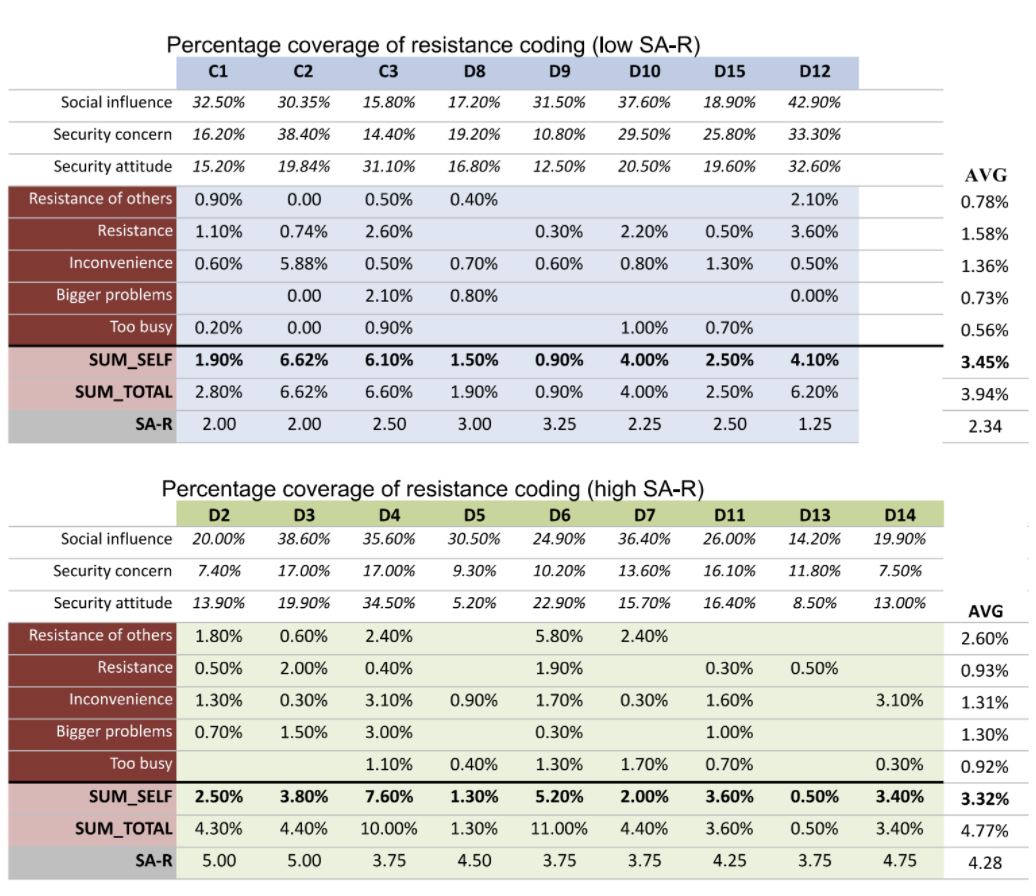 Percentage coverage of resistance coding (low SA-R)
C1 C2 C3 D8 D9 D10 D15 D12
Social influence 32.50% 30.35% 15.80% 17.20% 31.50% 37.60% 18.90% 42.90%
Security concern 16.20% 38.40% 14.40% 19.20% 10.80% 29.50% 25.80% 33.30%
Security attitude 15.20% 19.84% 31.10% 16.80% 12.50% 20.50% 19.60% 32.60% AVG
Resistance of others 0.90% 0.00 0.50% 0.40% 2.10% 0.78%
Resistance 1.10% 0.74% 2.60% 0.30% 2.20% 0.50% 3.60% 1.58%
Inconvenience 0.60% 5.88% 0.50% 0.70% 0.60% 0.80% 1.30% 0.50% 1.36%
Bigger problems 0.00 2.10% 0.80% 0.00% 0.73%
Too busy 0.20% 0.00 0.90% 1.00% 0.70% 0.56%
SUM_SELF 1.90% 6.62% 6.10% 1.50% 0.90% 4.00% 2.50% 4.10% 3.45%
SUM_TOTAL 2.80% 6.62% 6.60% 1.90% 0.90% 4.00% 2.50% 6.20% 3.94%
SA-R 2.00 2.00 2.50 3.00 3.25 2.25 2.50 1.25 2.34
Percentage coverage of resistance coding (high SA-R)
D2 D3 D4 D5 D6 D7 D11 D13 D14
Social influence 20.00% 38.60% 35.60% 30.50% 24.90% 36.40% 26.00% 14.20% 19.90%
Security concern 7.40% 17.00% 17.00% 9.30% 10.20% 13.60% 16.10% 11.80% 7.50%
Security attitude 13.90% 19.90% 34.50% 5.20% 22.90% 15.70% 16.40% 8.50% 13.00% AVG
Resistance of others 1.80% 0.60% 2.40% 5.80% 2.40% 2.60%
Resistance 0.50% 2.00% 0.40% 1.90% 0.30% 0.50% 0.93%
Inconvenience 1.30% 0.30% 3.10% 0.90% 1.70% 0.30% 1.60% 3.10% 1.31%
Bigger problems 0.70% 1.50% 3.00% 0.30% 1.00% 1.30%
Too busy 1.10% 0.40% 1.30% 1.70% 0.70% 0.30% 0.92%
SUM_SELF 2.50% 3.80% 7.60% 1.30% 5.20% 2.00% 3.60% 0.50% 3.40% 3.32%
SUM_TOTAL 4.30% 4.40% 10.00% 1.30% 11.00% 4.40% 3.60% 0.50% 3.40% 4.77%
SA-R 5.00 5.00 3.75 4.50 3.75 3.75 4.25 3.75 4.75 4.28